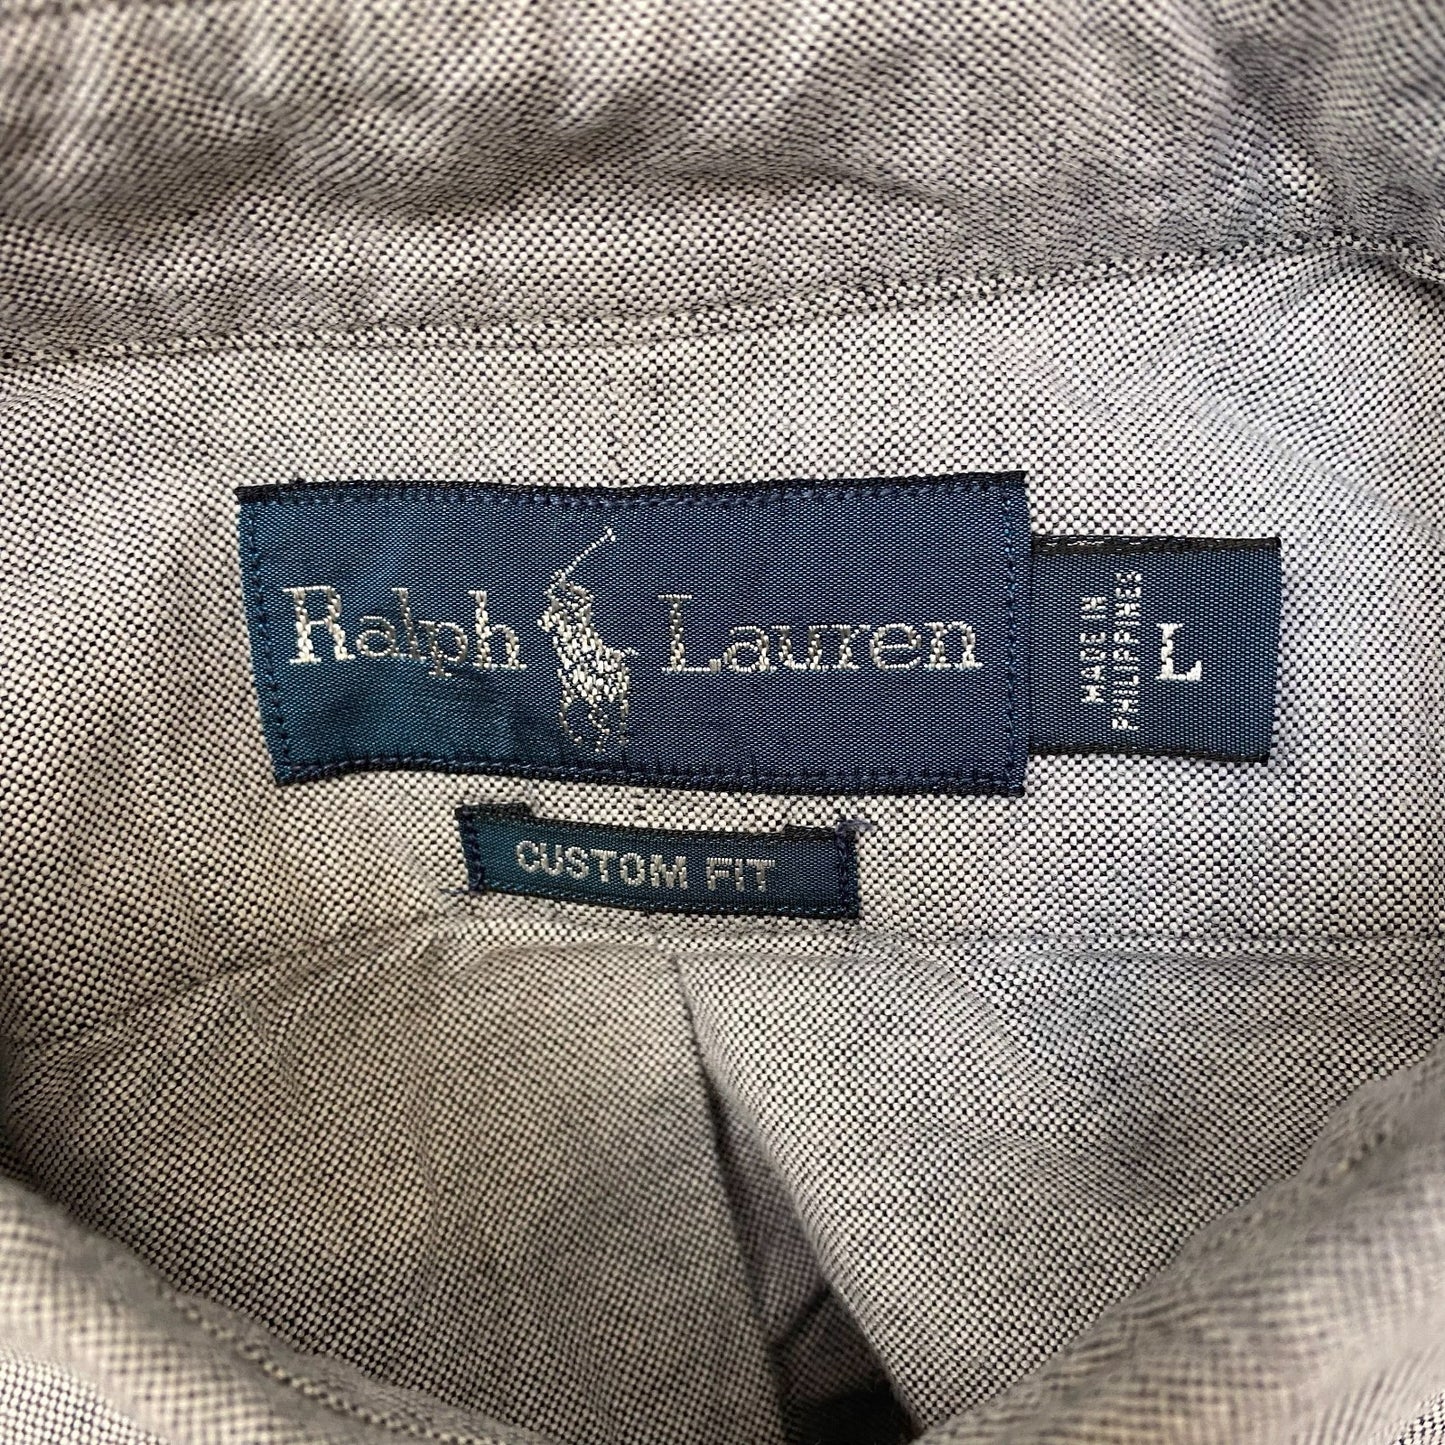 Ralph Lauren
MADE IN
PHILIPPINES
L
CUSTOM FIT